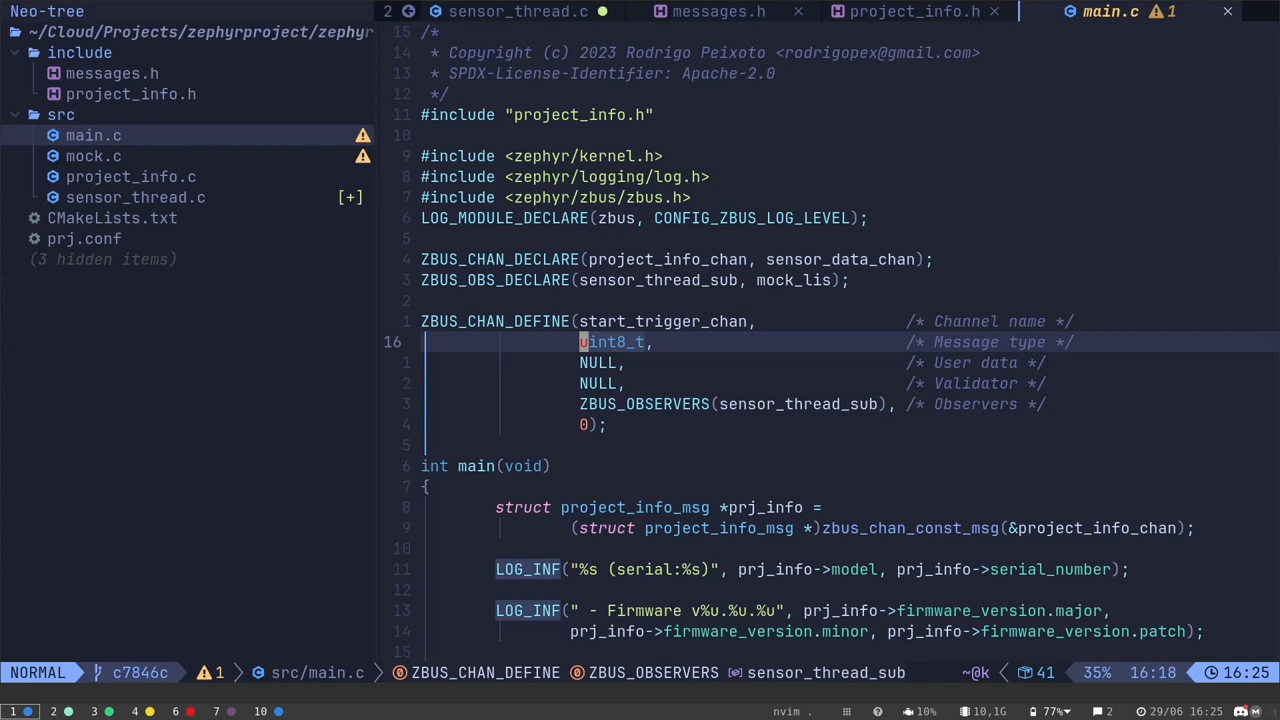 Neo-tree
~/Cloud/Projects/zephyrproject/zephyr
include
messages.h
project_info.h
src
main.c
mock.c
project_info.c
sensor_thread.c [+]
CMakeLists.txt
prj.conf
(3 hidden items)
2 sensor_thread.c messages.h project_info.h main.c 1
15 /*
14 * Copyright (c) 2023 Rodrigo Peixoto <rodrigopex@gmail.com>
13 * SPDX-License-Identifier: Apache-2.0
12 */
11 #include "project_info.h"
10
9 #include <zephyr/kernel.h>
8 #include <zephyr/logging/log.h>
7 #include <zephyr/zbus/zbus.h>
6 LOG_MODULE_DECLARE(zbus, CONFIG_ZBUS_LOG_LEVEL);
5
4 ZBUS_CHAN_DECLARE(project_info_chan, sensor_data_chan);
3 ZBUS_OBS_DECLARE(sensor_thread_sub, mock_lis);
2
1 ZBUS_CHAN_DEFINE(start_trigger_chan, /* Channel name */
16 uint8_t, /* Message type */
1 NULL, /* User data */
2 NULL, /* Validator */
3 ZBUS_OBSERVERS(sensor_thread_sub), /* Observers */
4 0);
5
6 int main(void)
7 {
8 struct project_info_msg *prj_info =
9 (struct project_info_msg *)zbus_chan_const_msg(&project_info_chan);
10
11 LOG_INF("%s (serial:%s)", prj_info->model, prj_info->serial_number);
12
13 LOG_INF(" - Firmware v%u.%u.%u", prj_info->firmware_version.major,
14 prj_info->firmware_version.minor, prj_info->firmware_version.patch);
15
NORMAL c7846c 1 src/main.c ZBUS_CHAN_DEFINE ZBUS_OBSERVERS sensor_thread_sub ~@k 41 35% 16:18 16:25
1 2 3 4 6 7 10 nvim . 10% 10,1G 77% 2 29/06 16:25